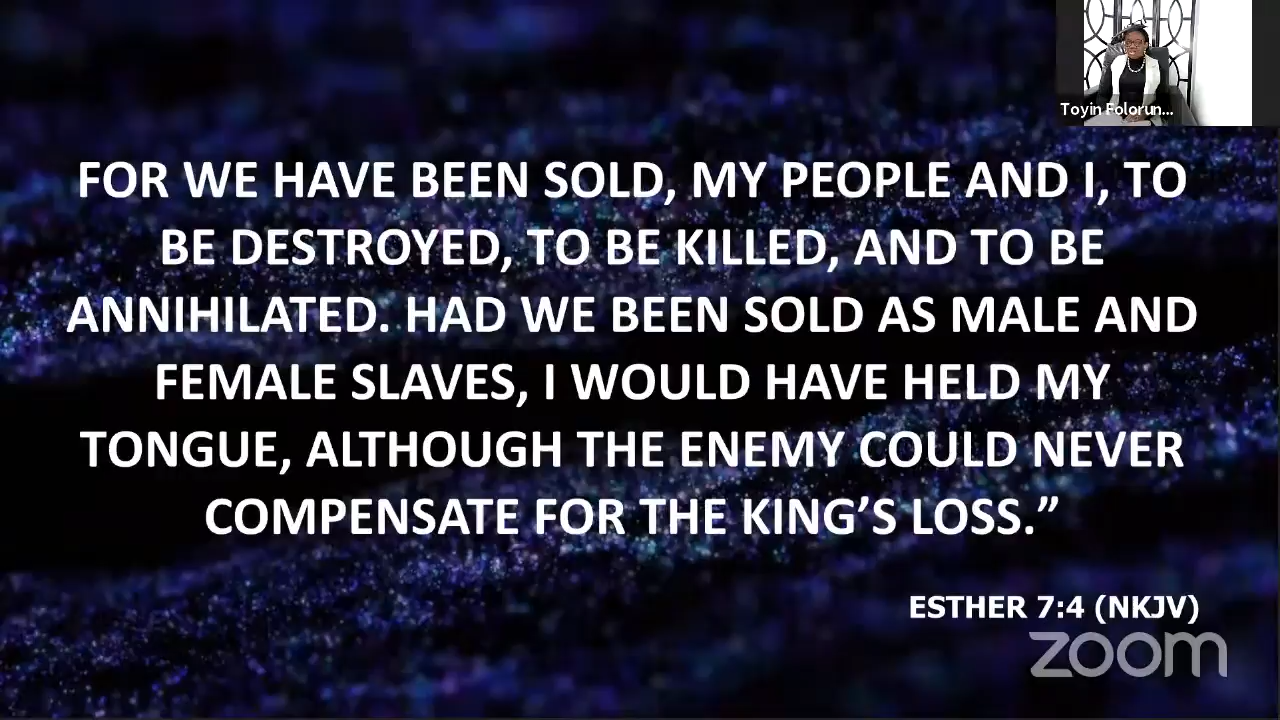 Toyin Folorun...
FOR WE HAVE BEEN SOLD, MY PEOPLE AND I, TO
BE DESTROYED, TO BE KILLED, AND TO BE
ANNIHILATED. HAD WE BEEN SOLD AS MALE AND
FEMALE SLAVES, I WOULD HAVE HELD MY
TONGUE, ALTHOUGH THE ENEMY COULD NEVER
COMPENSATE FOR THE KING’S LOSS.”
ESTHER 7:4 (NKJV)
zoom